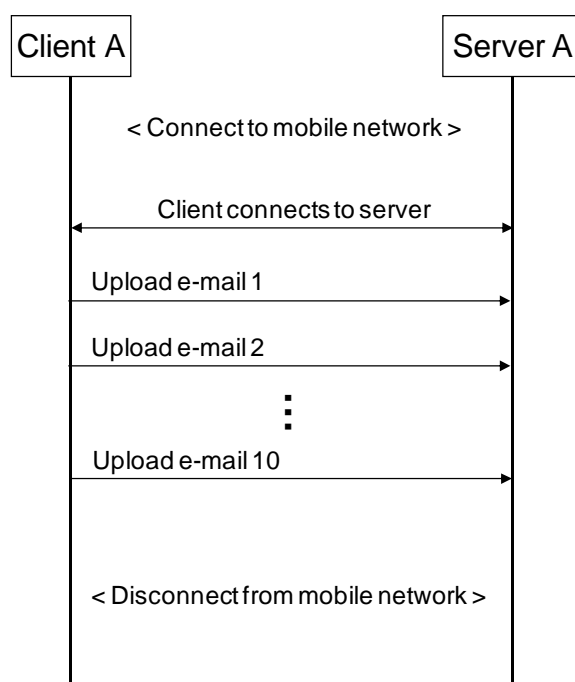 Client A
Server A
< Connect to mobile network >
Client connects to server
Upload e-mail 1
Upload e-mail 2
Upload e-mail 10
< Disconnect from mobile network >